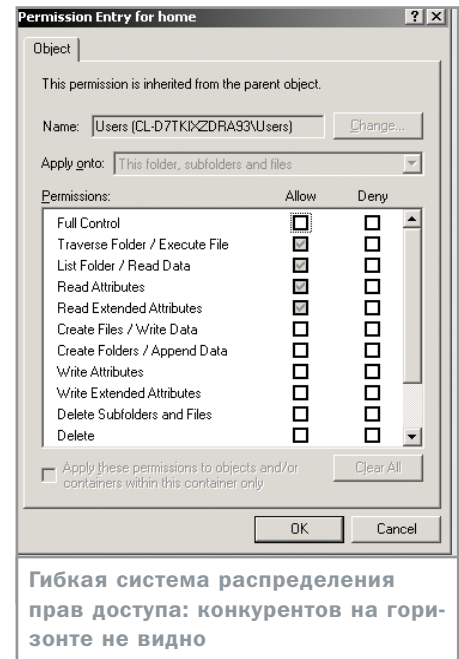 Permission Entry for home
Object
This permission is inherited from the parent object.
Name: Users (CL-D7TKIXZDRA93\Users) Change...
Apply onto: This folder, subfolders and files
Permissions: Allow Deny
Full Control
Traverse Folder / Execute File
List Folder / Read Data
Read Attributes
Read Extended Attributes
Create Files / Write Data
Create Folders / Append Data
Write Attributes
Write Extended Attributes
Delete Subfolders and Files
Delete
Apply these permissions to objects and/or
containers within this container only
Clear All
OK Cancel
Гибкая система распределения
прав доступа: конкурентов на гори-
зонте не видно